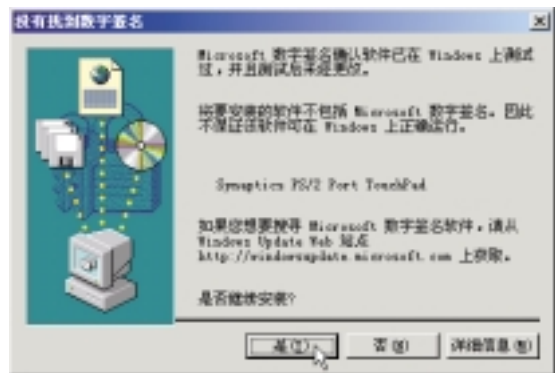 没有找到数字签名
Microsoft 数字签名确认软件已在 Windows 上测试
过，并且测试后未经更改。
将要安装的软件不包括 Microsoft 数字签名。因此
不保证该软件可在 Windows 上正确运行。
Synaptics PS/2 Port TouchPad
如果您想要搜寻 Microsoft 数字签名软件，请从
Windows Update Web 站点
http://windowsupdate.microsoft.com 上获取。
是否继续安装?
是(Y)
否(N)
详细信息(M)